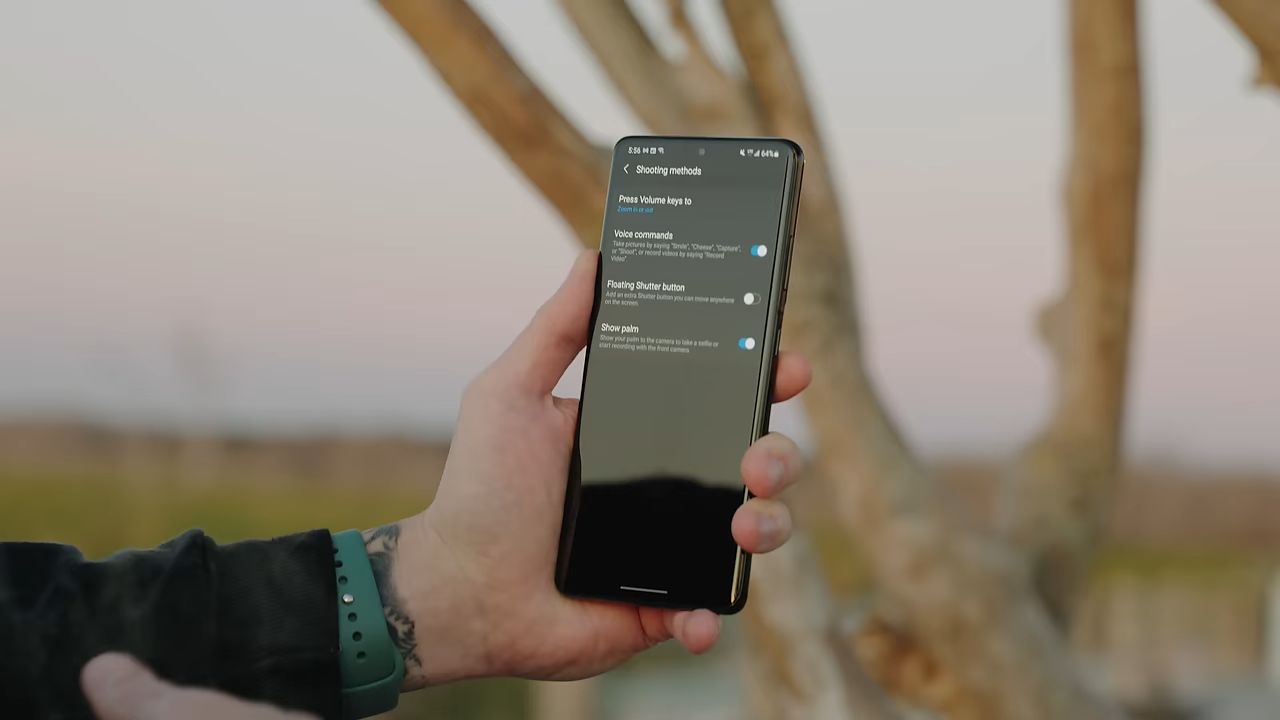 5:56
64%
Shooting methods
Press Volume keys to
Zoom in or out
Voice commands
Take pictures by saying "Smile", "Cheese", "Capture",
or "Shoot", or record videos by saying "Record
Video"
Floating Shutter button
Add an extra Shutter button you can move anywhere
on the screen.
Show palm
Show your palm to the camera to take a selfie or
start recording with the front camera.